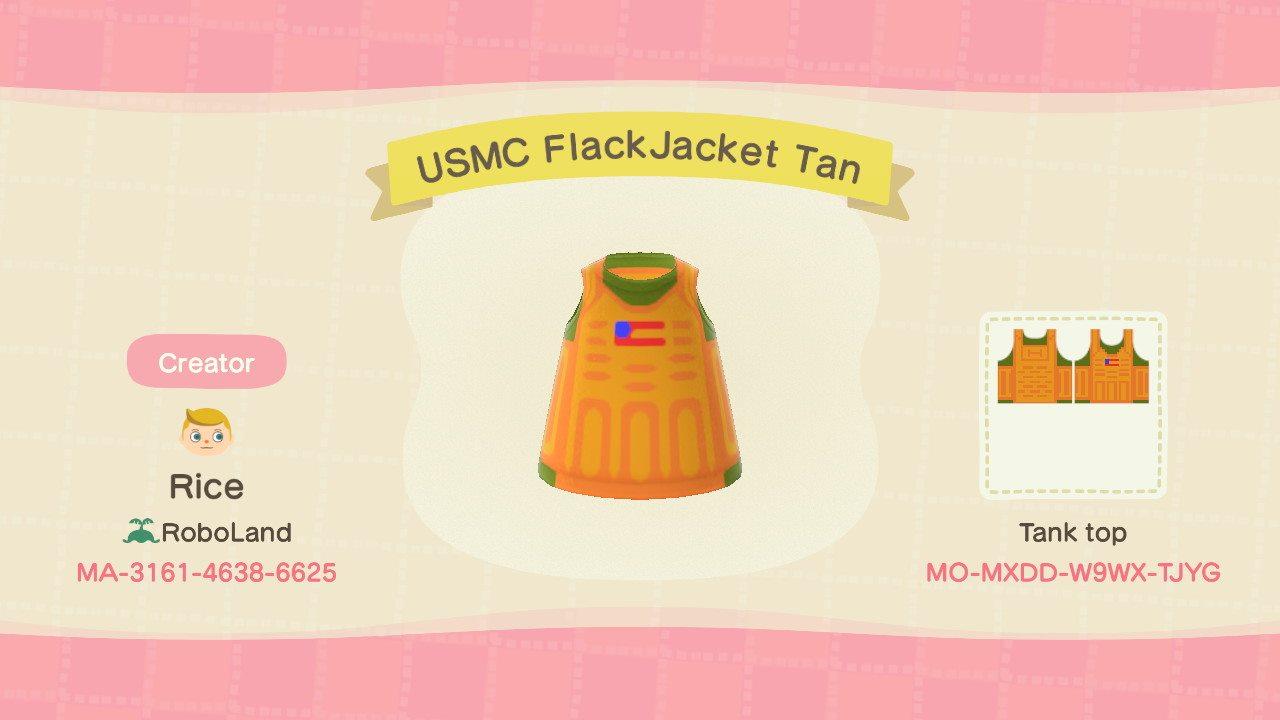 USMC FlackJacket Tan
Creator
Rice
RoboLand
MA-3161-4638-6625
Tank top
MO-MXDD-W9WX-TJYG